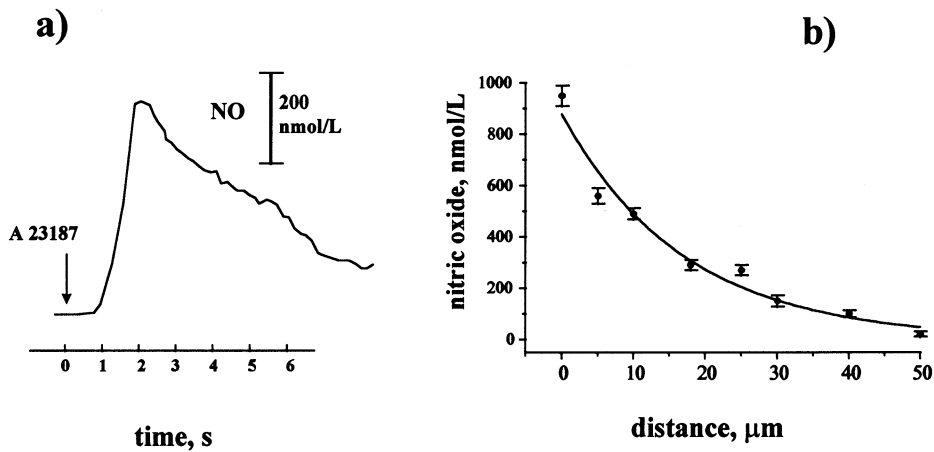 a)
NO
200
nmol/L
A 23187
0 1 2 3 4 5 6
time, s
b)
nitric oxide, nmol/L
1000
800
600
400
200
0
0 10 20 30 40 50
distance, μm